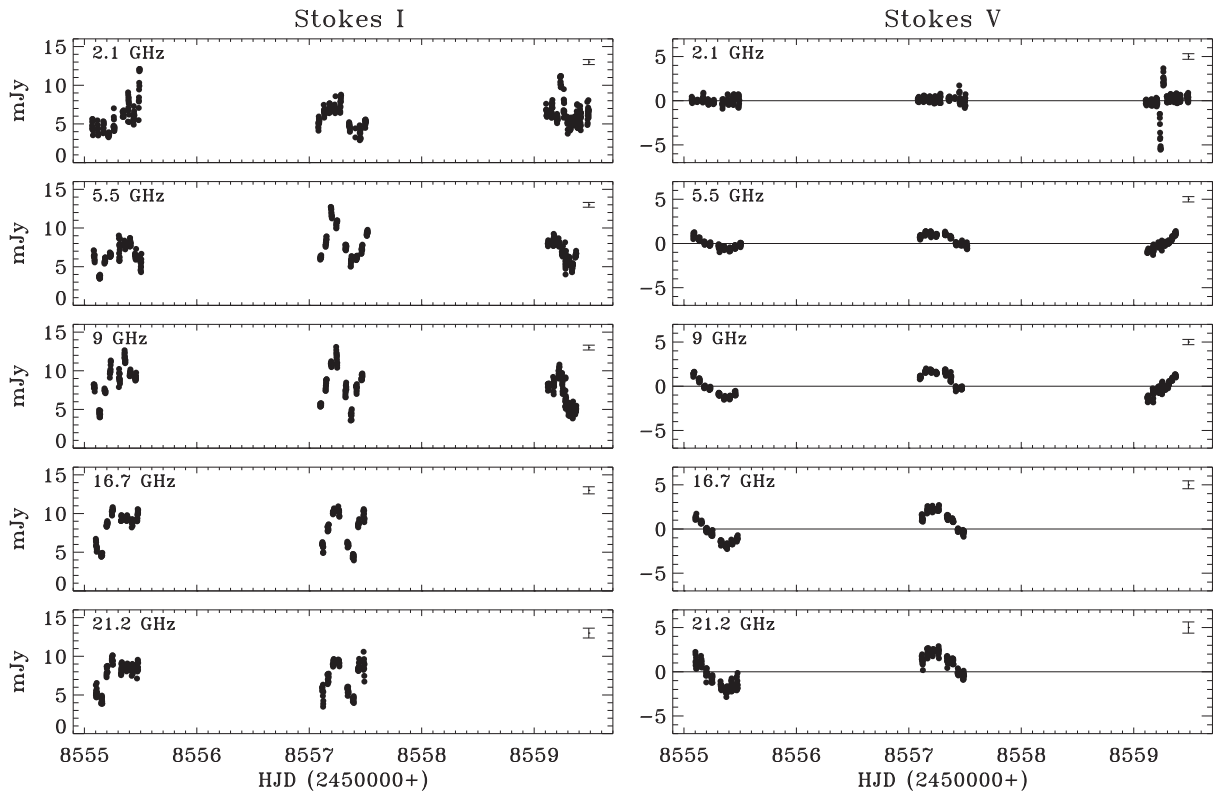 Stokes I
Stokes V
2.1 GHz
15
10
5
0
mJy
2.1 GHz
5
0
−5
5.5 GHz
15
10
5
0
mJy
5.5 GHz
5
0
−5
9 GHz
15
10
5
0
mJy
9 GHz
5
0
−5
16.7 GHz
15
10
5
0
mJy
16.7 GHz
5
0
−5
21.2 GHz
15
10
5
0
mJy
21.2 GHz
5
0
−5
8555 8556 8557 8558 8559
8555 8556 8557 8558 8559
HJD (2450000+)
HJD (2450000+)